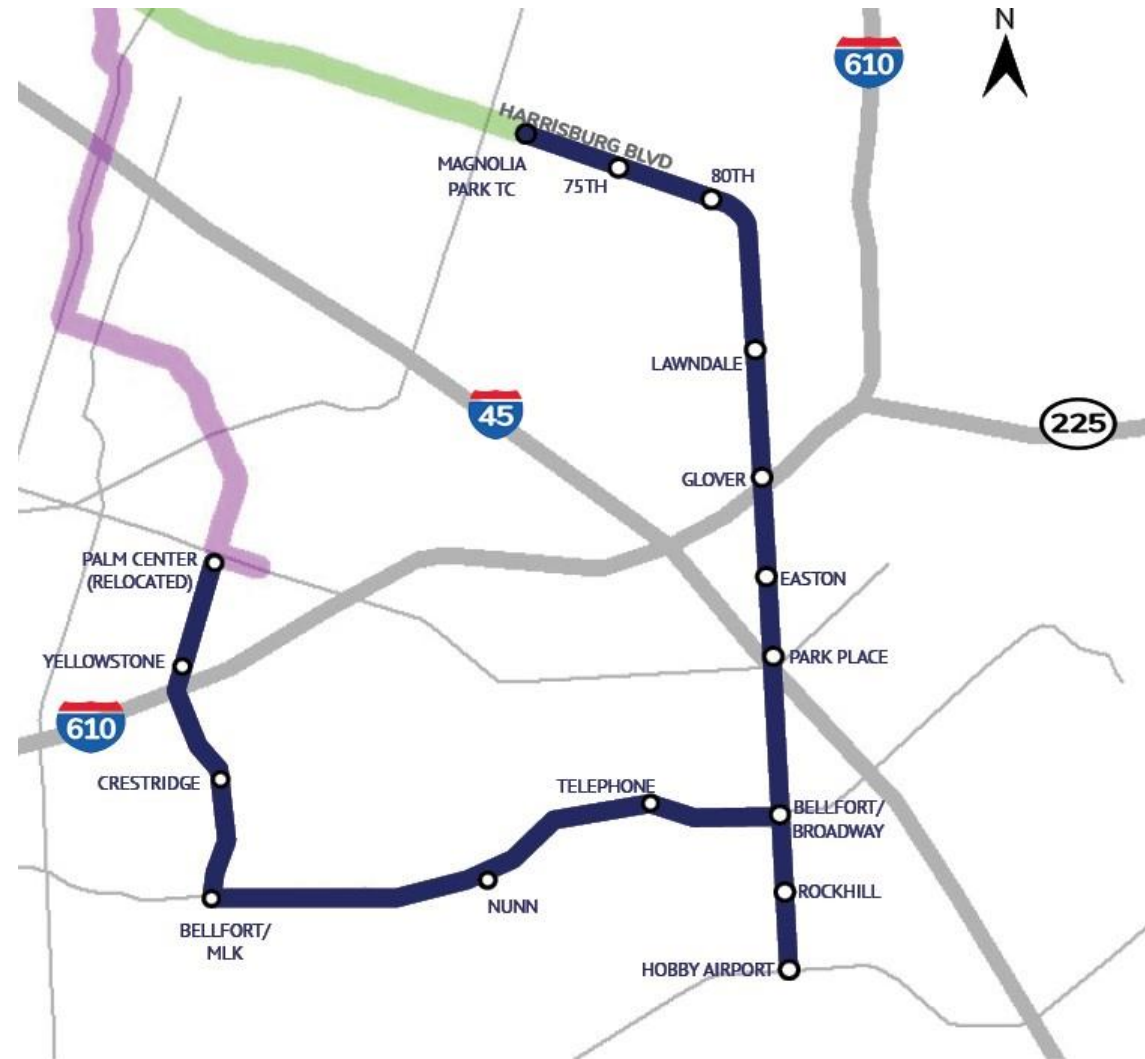 N
610
HARRISBURG BLVD
MAGNOLIA
PARK TC
75TH
80TH
LAWNDALE
45
225
GLOVER
PALM CENTER
(RELOCATED)
EASTON
YELLOWSTONE
PARK PLACE
610
CRESTRIDGE
TELEPHONE
BELLFORT/
BROADWAY
NUNN
ROCKHILL
BELLFORT/
MLK
HOBBY AIRPORT